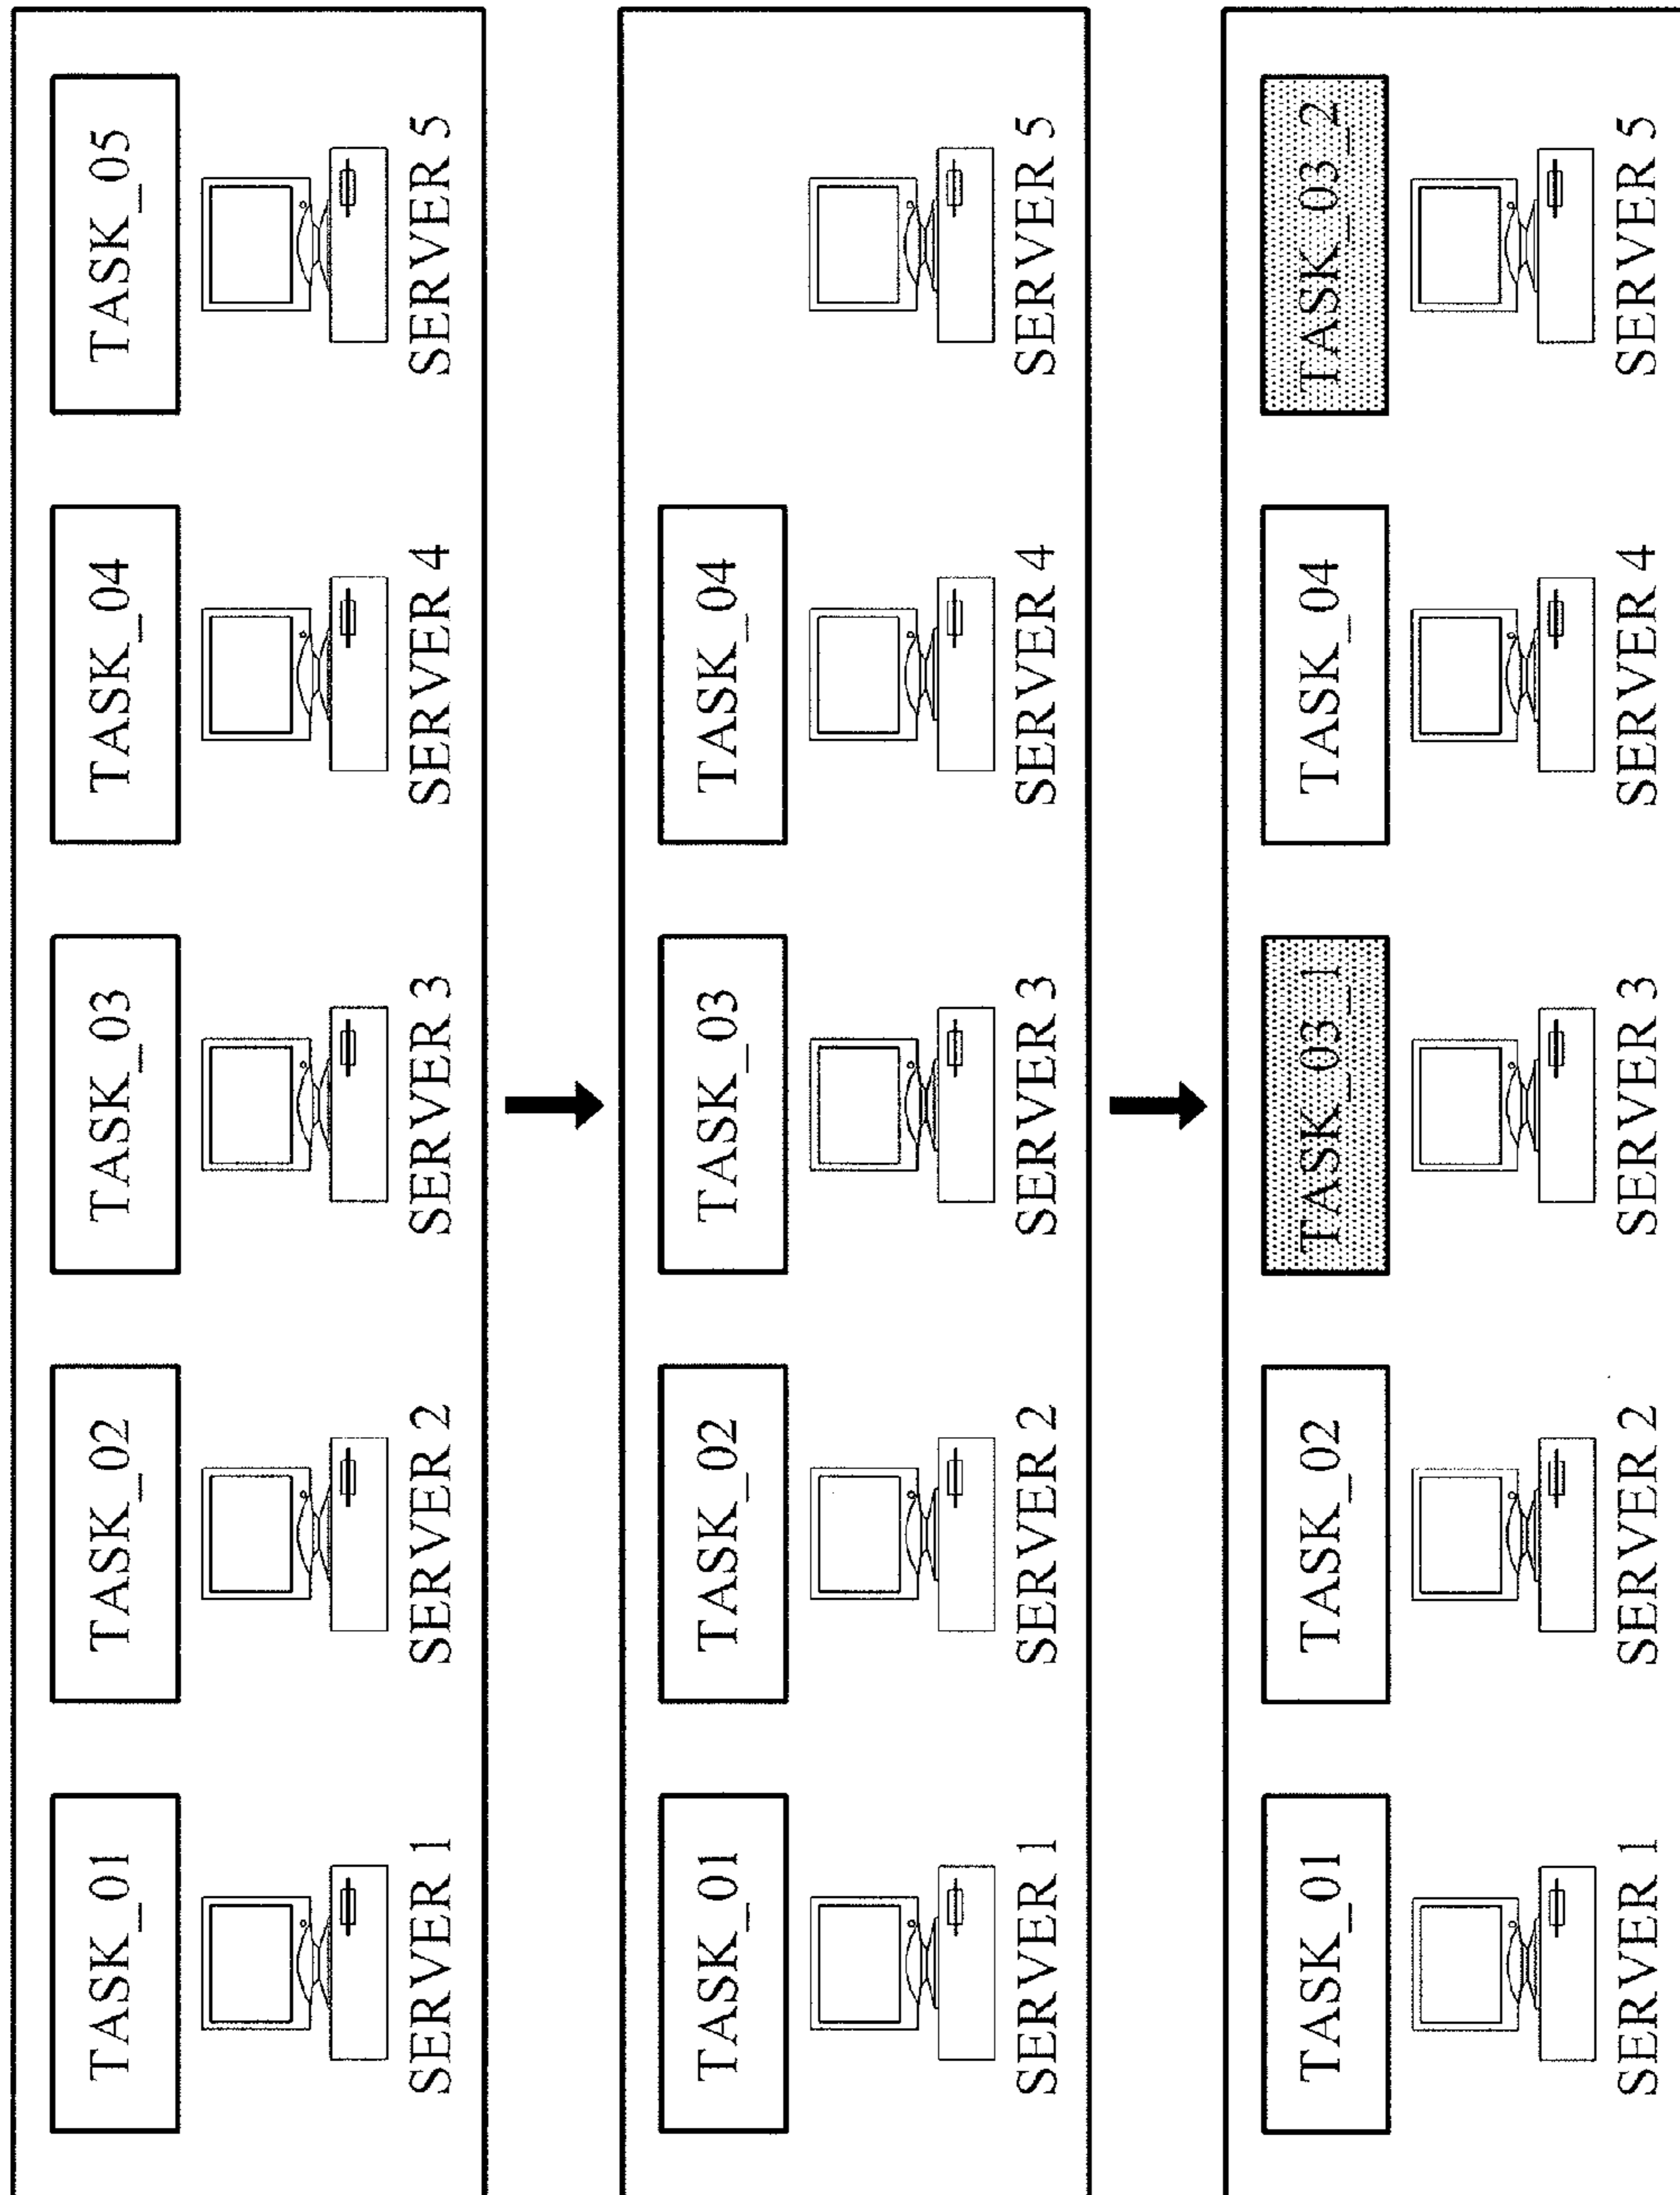 TASK_01 TASK_02 TASK_03 TASK_04 TASK_05
SERVER 1 SERVER 2 SERVER 3 SERVER 4 SERVER 5
TASK_01 TASK_02 TASK_03 TASK_04
SERVER 1 SERVER 2 SERVER 3 SERVER 4 SERVER 5
TASK_01 TASK_02 TASK_03_1 TASK_04 TASK_03_2
SERVER 1 SERVER 2 SERVER 3 SERVER 4 SERVER 5